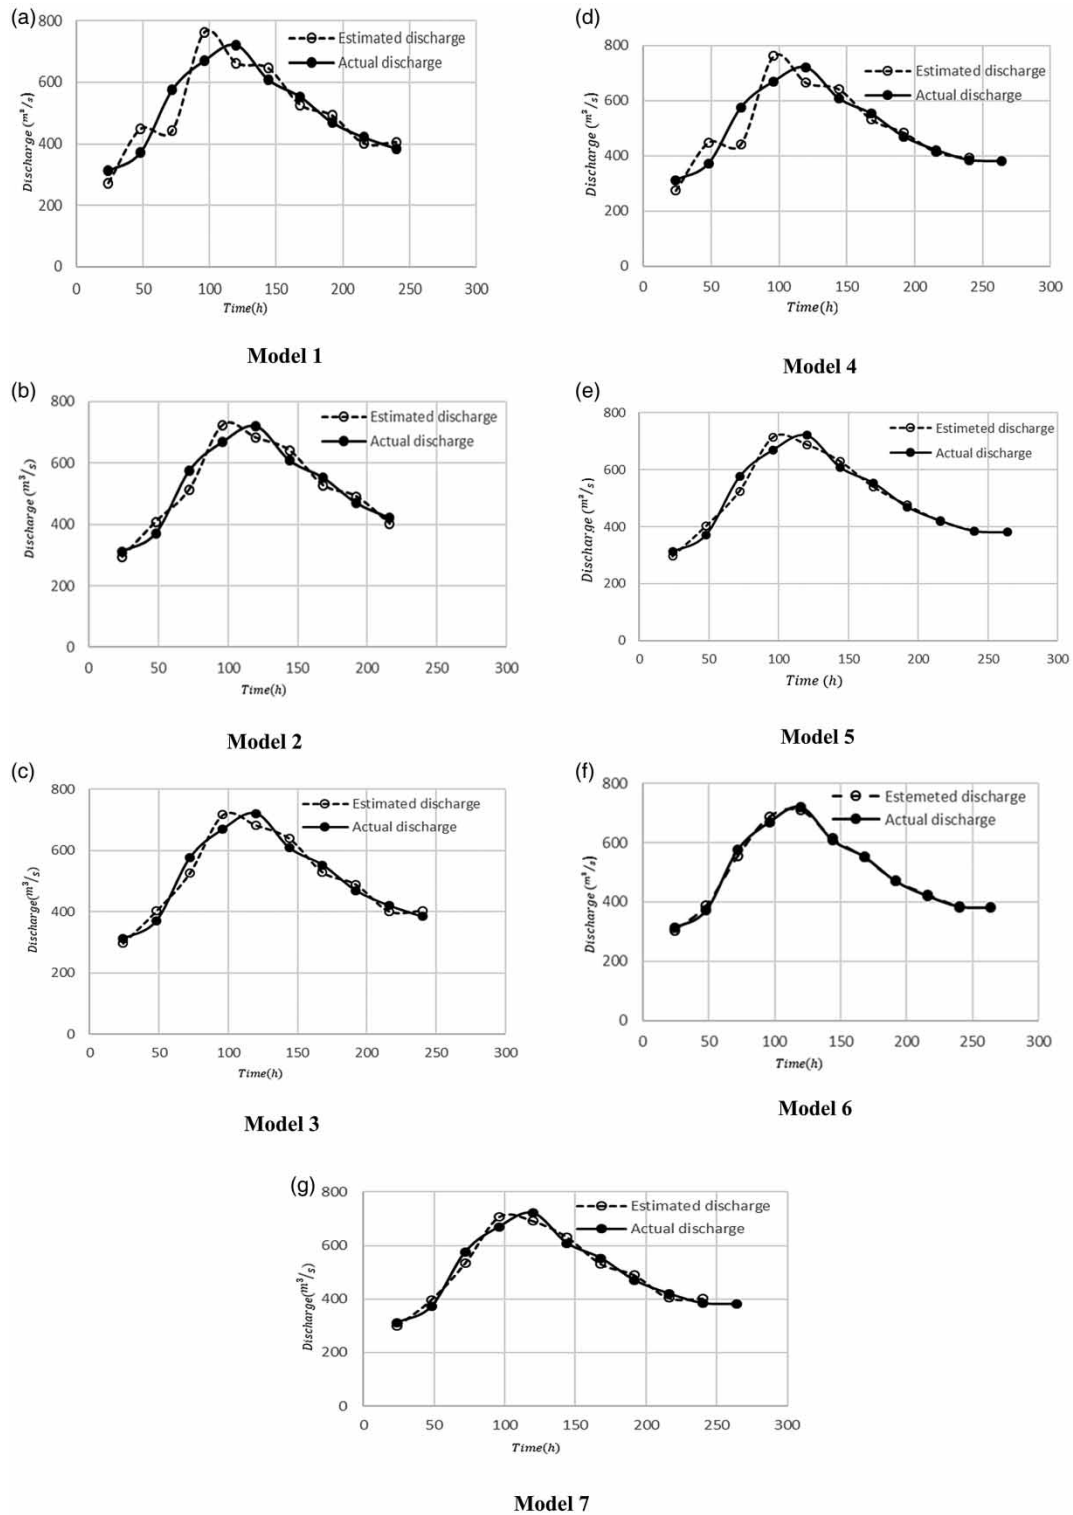 (a)
800
600
400
200
0
Discharge (m³/s)
Estimated discharge
Actual discharge
0 50 100 150 200 250 300
Time(h)
Model 1
(b)
800
600
400
200
0
Discharge (m³/s)
Estimated discharge
Actual discharge
0 50 100 150 200 250 300
Time(h)
Model 2
(c)
800
600
400
200
0
Discharge(m³/s)
Estimated discharge
Actual discharge
0 50 100 150 200 250 300
Time(h)
Model 3
(d)
800
600
400
200
0
Discharge (m³/s)
Estimated discharge
Actual discharge
0 50 100 150 200 250 300
Time(h)
Model 4
(e)
800
600
400
200
0
Discharge (m³/s)
Estimeted discharge
Actual discharge
0 50 100 150 200 250 300
Time (h)
Model 5
(f)
800
600
400
200
0
Discharge (m³/s)
Estemeted discharge
Actual discharge
0 50 100 150 200 250 300
Time(h)
Model 6
(g)
800
600
400
200
0
Discharge(m³/s)
Estimated discharge
Actual discharge
0 50 100 150 200 250 300
Time(h)
Model 7